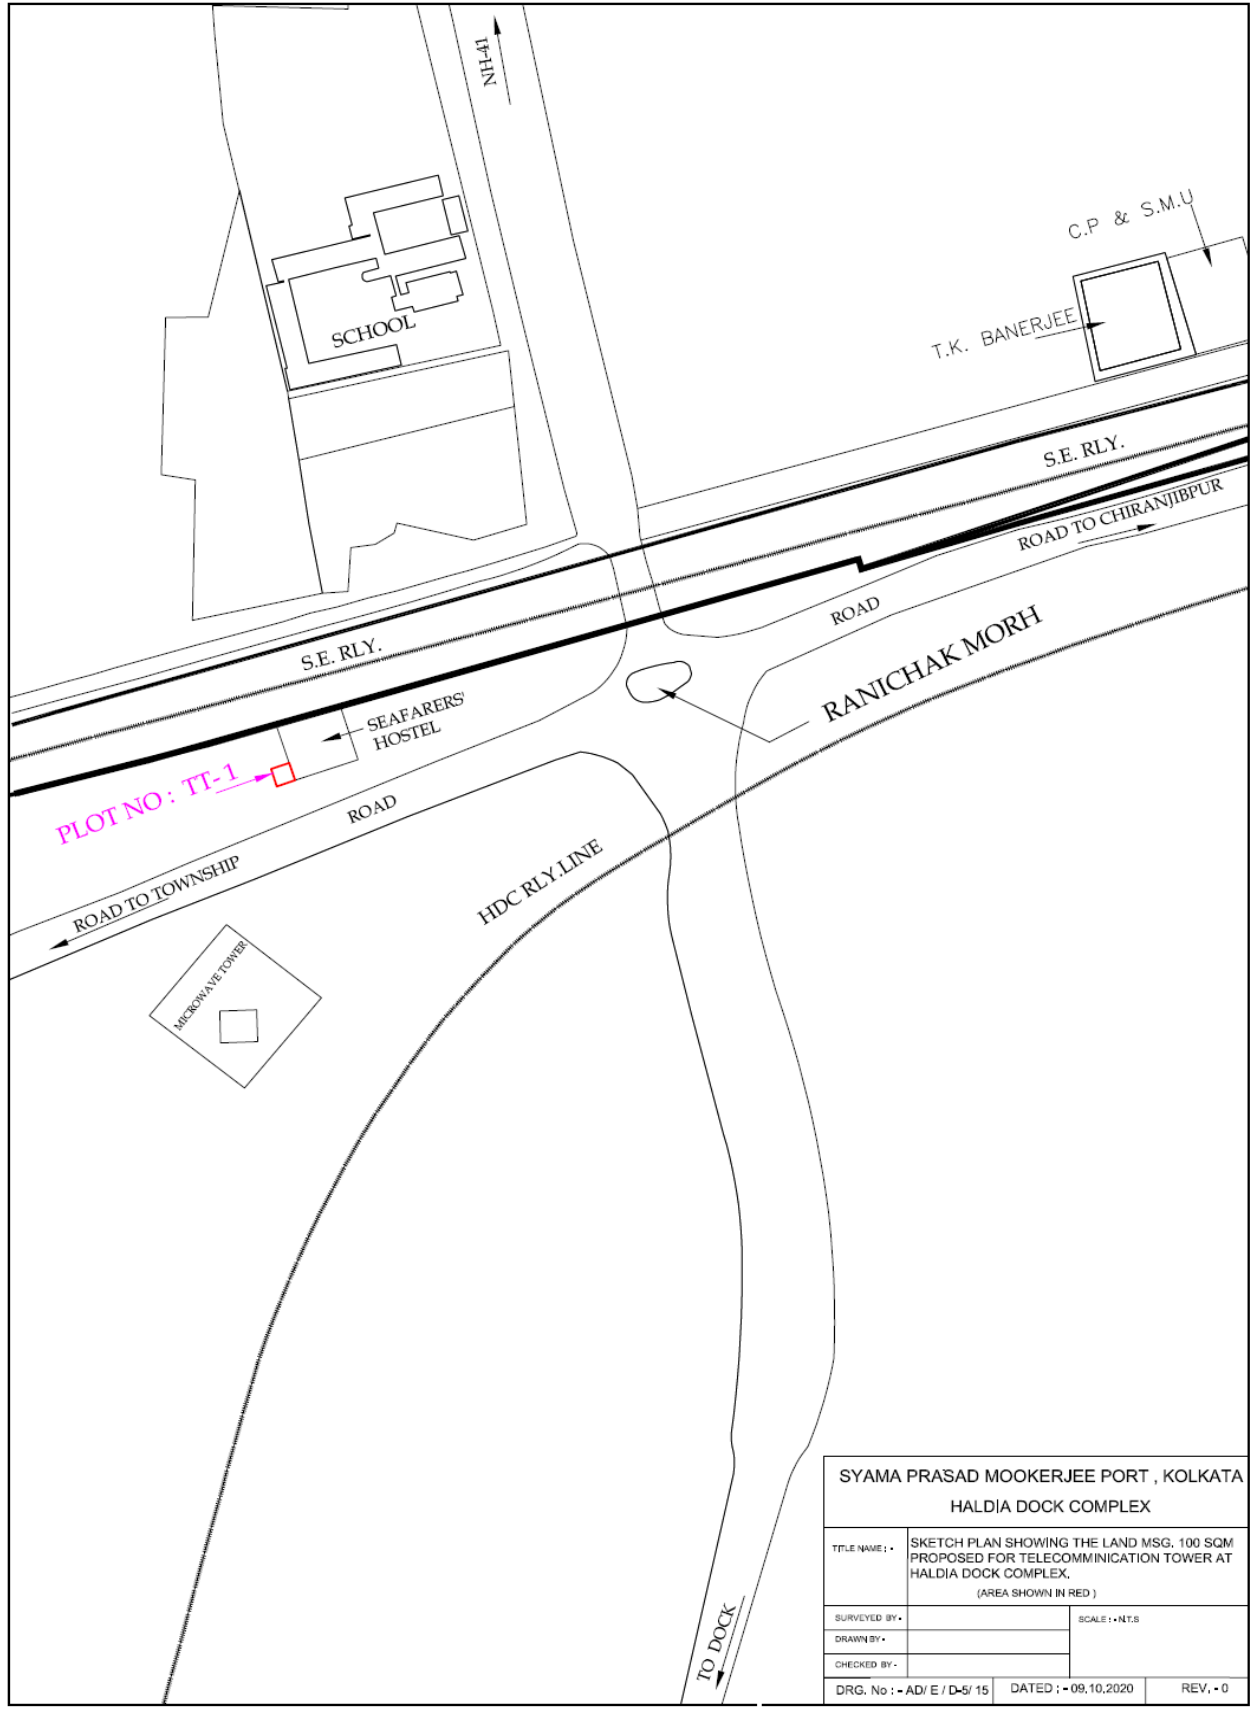 NH-41
C.P & S.M.U
SCHOOL
T.K. BANERJEE
S.E. RLY.
ROAD TO CHIRANJIBPUR
ROAD
RANICHAK MORH
S.E. RLY.
SEAFARERS'
HOSTEL
PLOT NO : TT-1
ROAD
ROAD TO TOWNSHIP
HDC RLY.LINE
MICROWAVE TOWER
TO DOCK
SYAMA PRASAD MOOKERJEE PORT , KOLKATA
HALDIA DOCK COMPLEX
TITLE NAME : -
SKETCH PLAN SHOWING THE LAND MSG. 100 SQM
PROPOSED FOR TELECOMMINICATION TOWER AT
HALDIA DOCK COMPLEX.
(AREA SHOWN IN RED )
SURVEYED BY -
SCALE : - N.T.S
DRAWN BY -
CHECKED BY -
DRG. No : - AD/ E / D-5/ 15
DATED : - 09.10.2020
REV. - 0